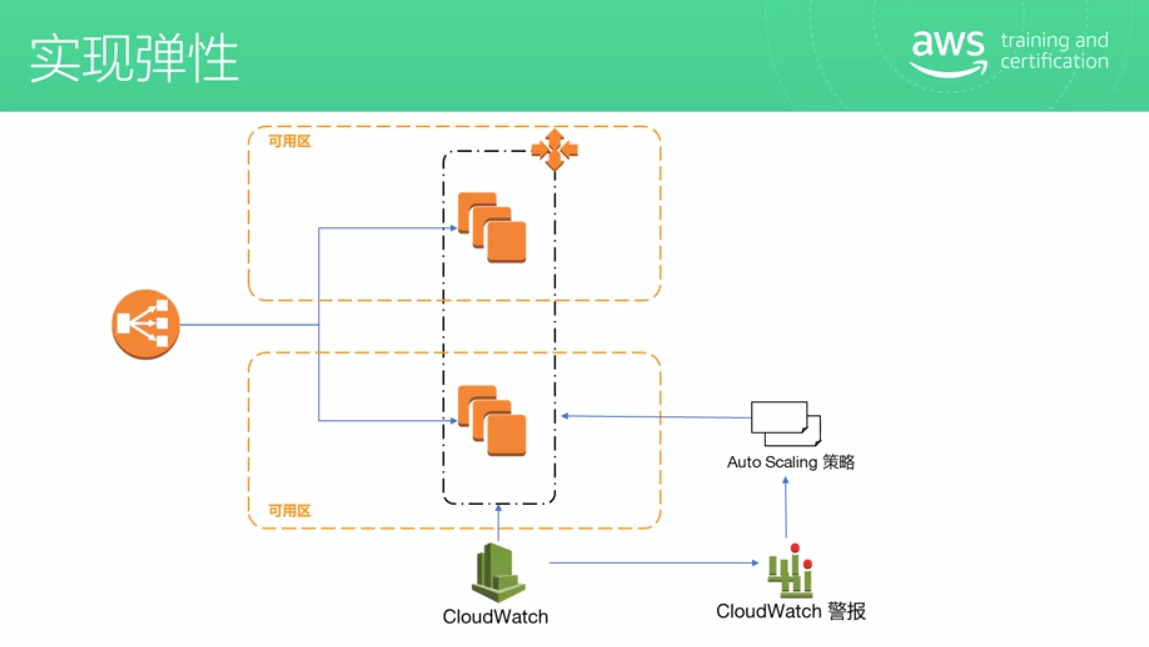 实现弹性
aws training and
certification
可用区
可用区
Auto Scaling 策略
CloudWatch
CloudWatch 警报